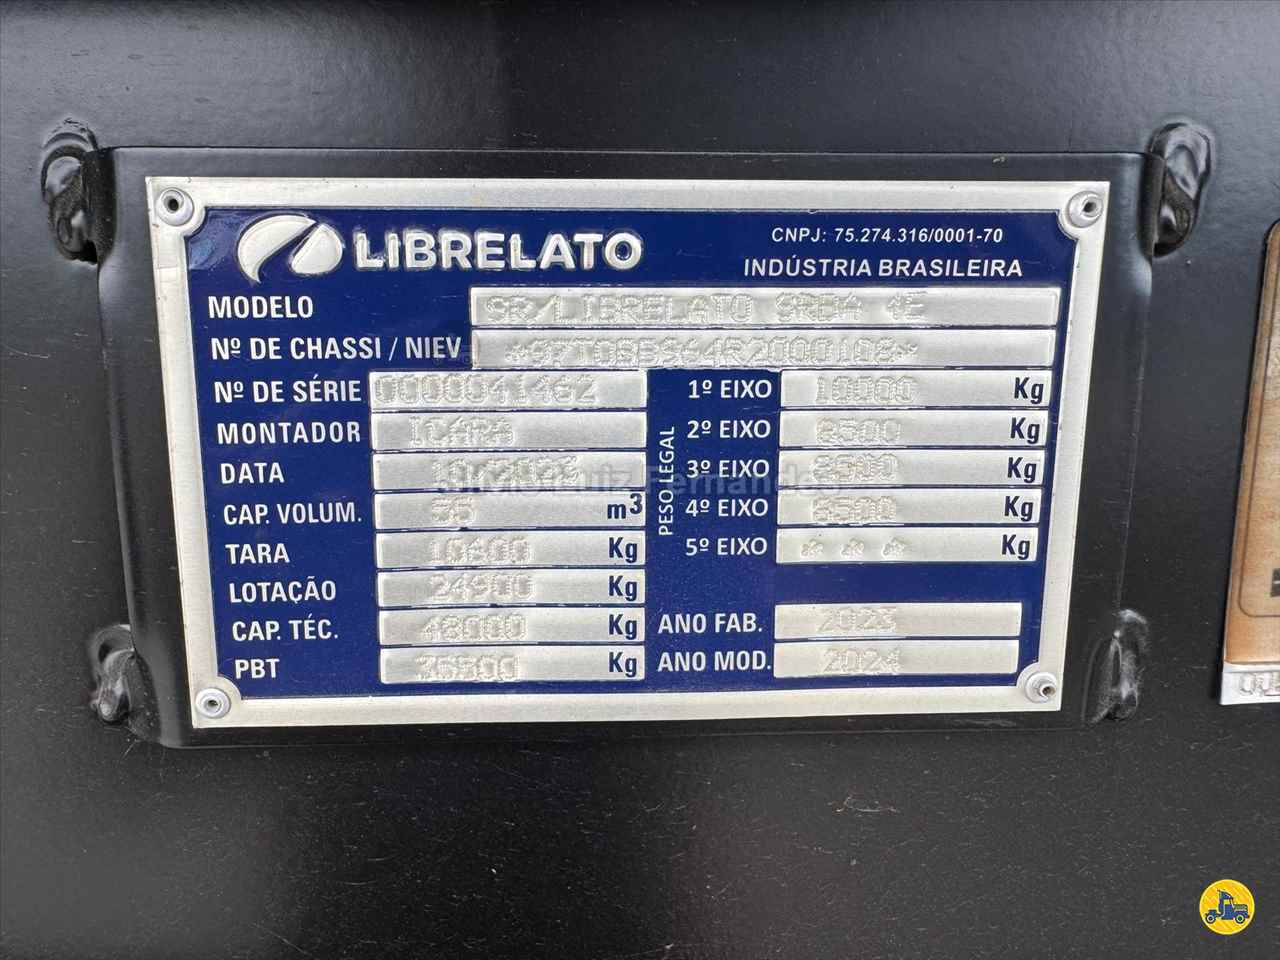 LIBRELATO
CNPJ: 75.274.316/0001-70
INDÚSTRIA BRASILEIRA
MODELO SR/LIBRELATO SRDA 4E
Nº DE CHASSI / NIEV
Nº DE SÉRIE 0000041462
MONTADOR ICARA
DATA
CAP. VOLUM. 35 m3
TARA 10600 Kg
LOTAÇÃO 24900 Kg
CAP. TÉC. 48000 Kg
PBT 35500 Kg
PESO LEGAL
1º EIXO 10000 Kg
2º EIXO 8500 Kg
3º EIXO 8500 Kg
4º EIXO 8500 Kg
5º EIXO * * * Kg
ANO FAB. 2023
ANO MOD. 2024
Luiz Fernandes